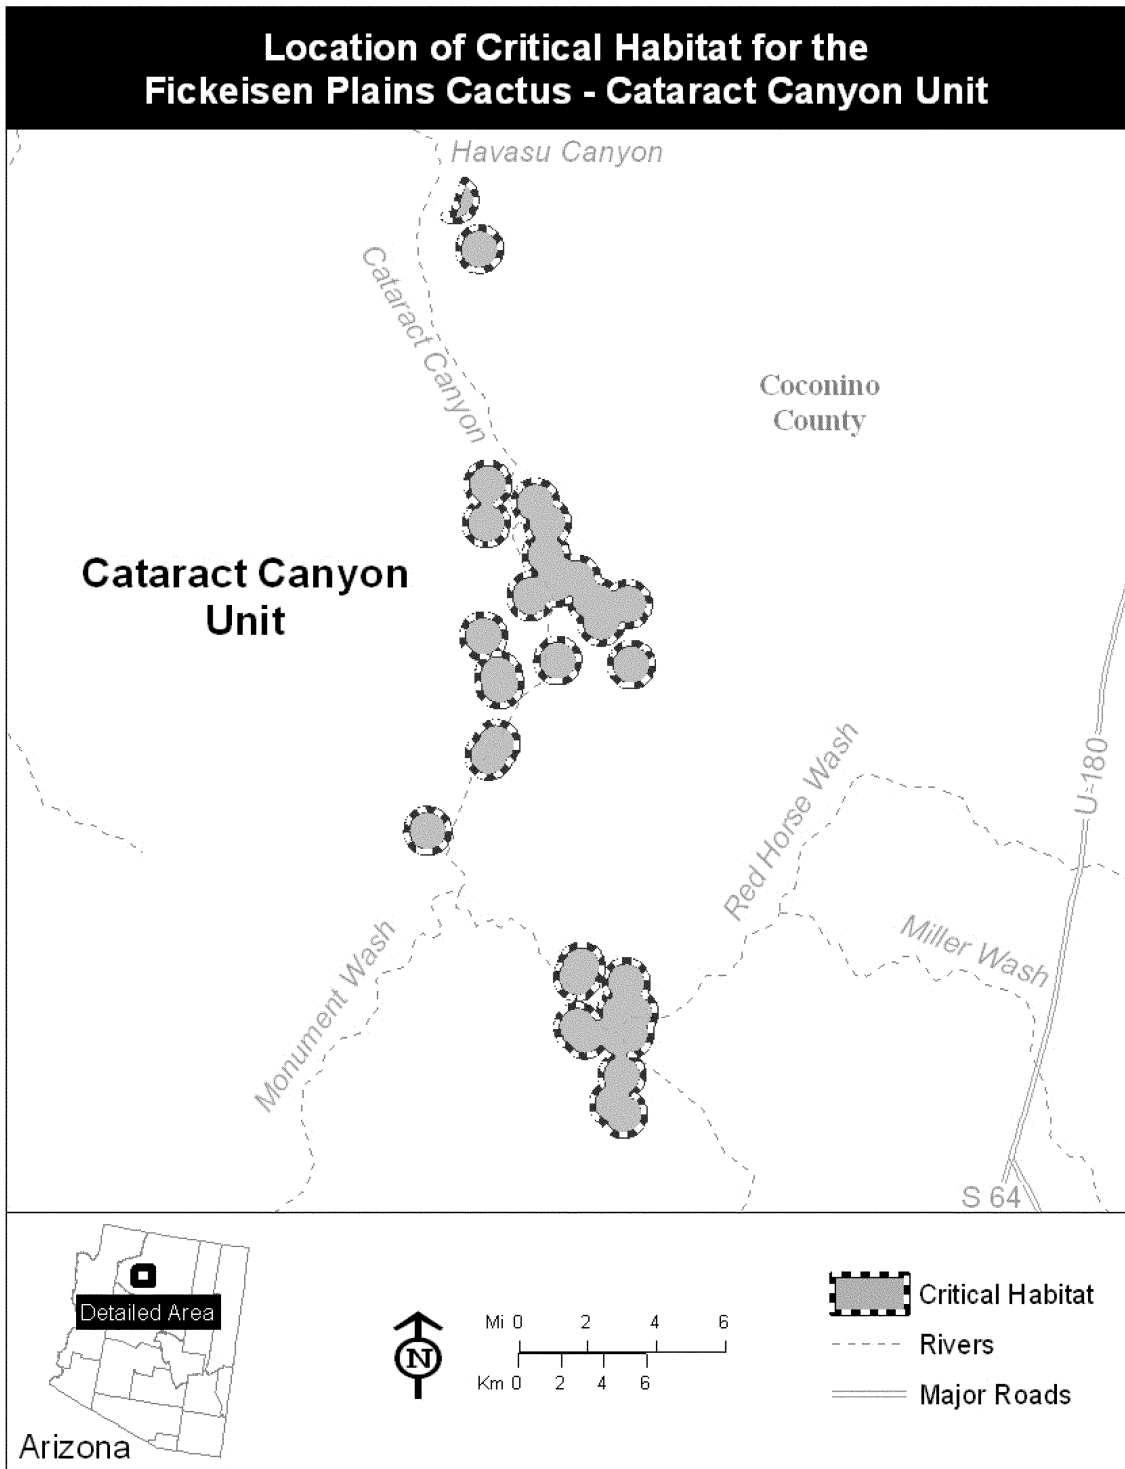 Location of Critical Habitat for the
Fickeisen Plains Cactus - Cataract Canyon Unit
Havasu Canyon
Cataract Canyon
Coconino
County
Cataract Canyon
Unit
Red Horse Wash
U-180
Miller Wash
Monument Wash
S 64
Detailed Area
Arizona
N
Mi 0 2 4 6
Km 0 2 4 6
Critical Habitat
Rivers
Major Roads